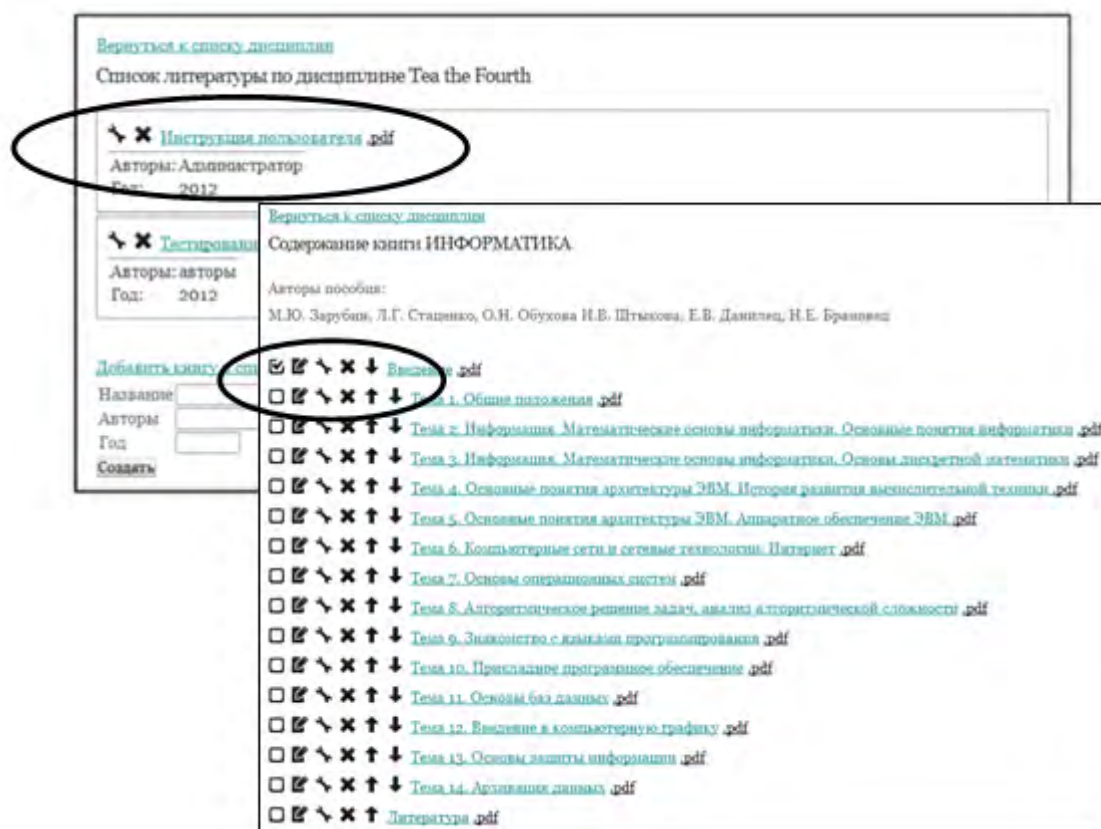 Вернуться к списку дисциплин
Список литературы по дисциплине Tea the Fourth
Инструкция пользователя .pdf
Авторы: Администратор
Год: 2012
Авторы: авторы
Год: 2012
Добавить книгу
Название
Авторы
Год
Создать
Вернуться к списку дисциплин
Содержание книги ИНФОРМАТИКА
Авторы пособия:
М.Ю. Зарубин, Л.Г. Стаценко, О.Н. Обухова И.В. Штыкова, Е.В. Данилец, Н.Е. Брановец
Введение .pdf
Тема 1. Общие положения .pdf
Тема 2. Информация. Математические основы информатики. Основные понятия информатики .pdf
Тема 3. Информация. Математические основы информатики. Основы дискретной математики .pdf
Тема 4. Основные понятия архитектуры ЭВМ. История развития вычислительной техники .pdf
Тема 5. Основные понятия архитектуры ЭВМ. Аппаратное обеспечение ЭВМ .pdf
Тема 6. Компьютерные сети и сетевые технологии. Интернет .pdf
Тема 7. Основы операционных систем .pdf
Тема 8. Алгоритмическое решение задач, анализ алгоритмической сложности .pdf
Тема 9. Знакомство с языками программирования .pdf
Тема 10. Прикладное программное обеспечение .pdf
Тема 11. Основы баз данных .pdf
Тема 12. Введение в компьютерную графику .pdf
Тема 13. Основы защиты информации .pdf
Тема 14. Архивация данных .pdf
Литература .pdf